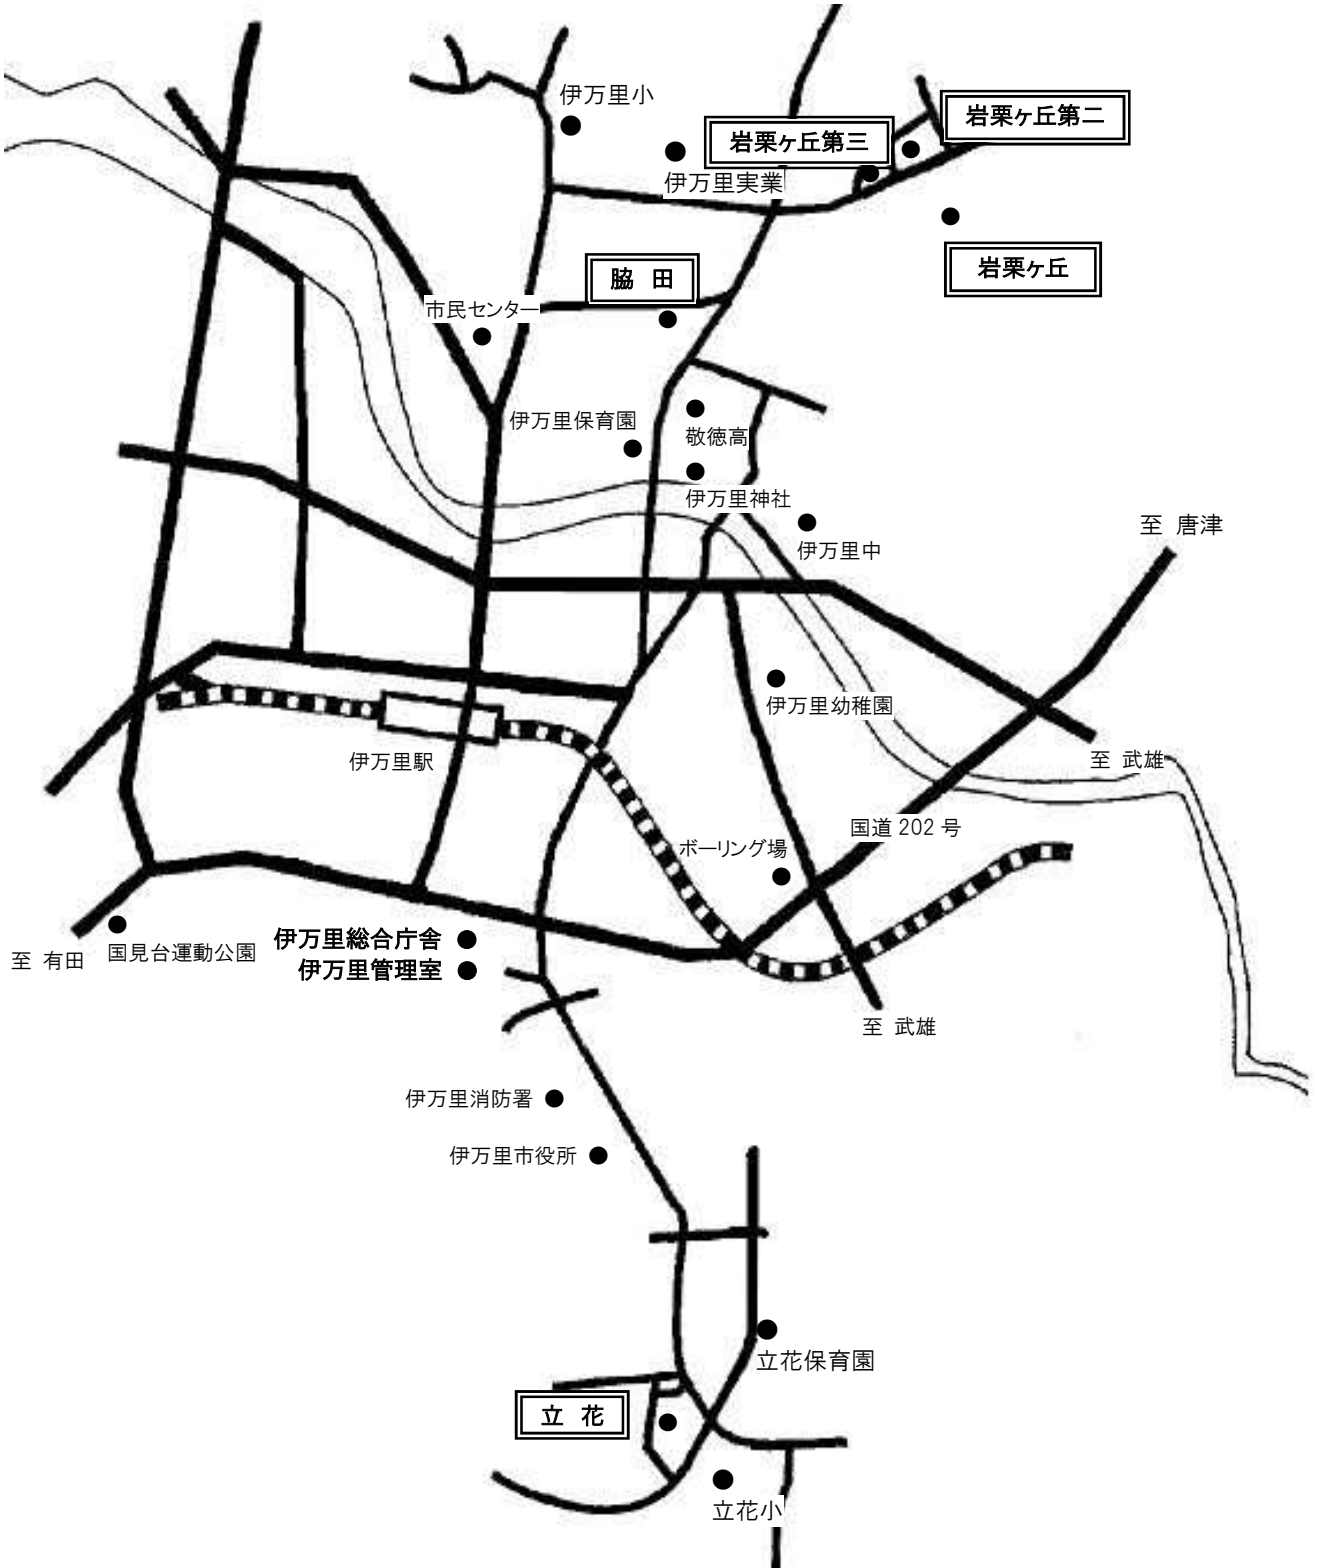 伊万里小
岩栗ヶ丘第二
岩栗ヶ丘第三
伊万里実業
岩栗ヶ丘
脇 田
市民センター
伊万里保育園
敬徳高
伊万里神社
至 唐津
伊万里中
伊万里幼稚園
伊万里駅
至 武雄
国道 202 号
ボーリング場
伊万里総合庁舎
国見台運動公園
至 有田
伊万里管理室
至 武雄
伊万里消防署
伊万里市役所
立花保育園
立 花
立花小